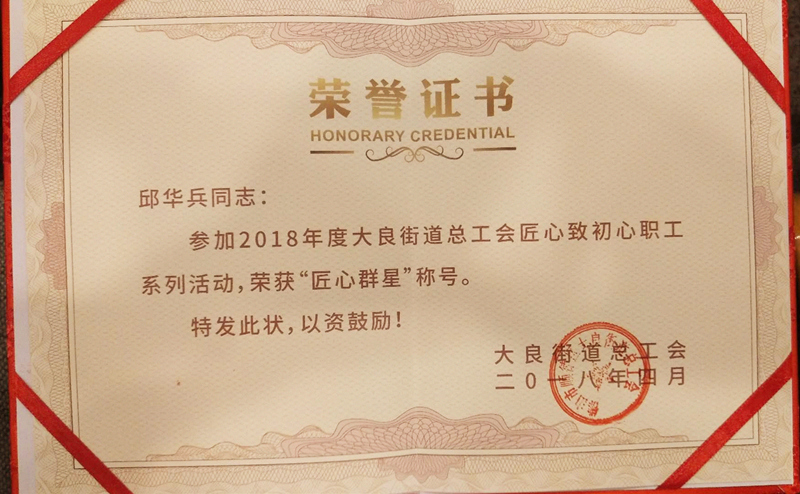 荣誉证书
HONORARY CREDENTIAL
邱华兵同志：
参加2018年度大良街道总工会匠心致初心职工
系列活动，荣获“匠心群星”称号。
特发此状，以资鼓励！
大良街道总工会
二0一八年四月